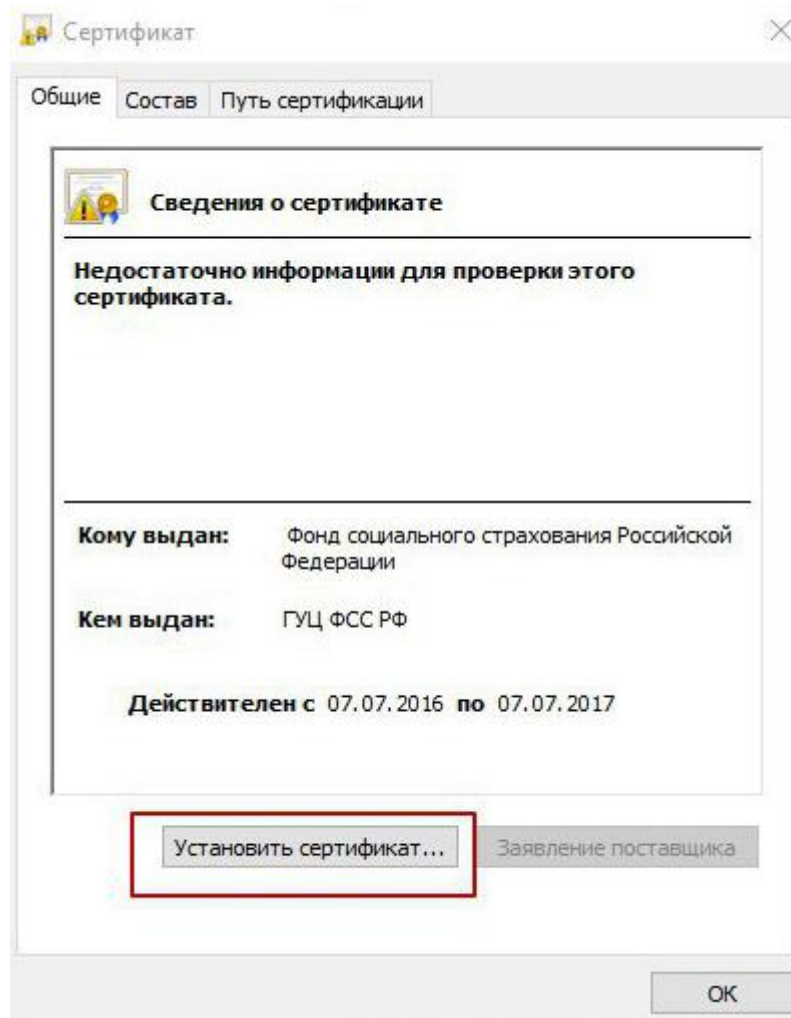 Сертификат
Общие Состав Путь сертификации
Сведения о сертификате
Недостаточно информации для проверки этого
сертификата.
Кому выдан: Фонд социального страхования Российской
Федерации
Кем выдан: ГУЦ ФСС РФ
Действителен с 07.07.2016 по 07.07.2017
Установить сертификат... Заявление поставщика
ОК